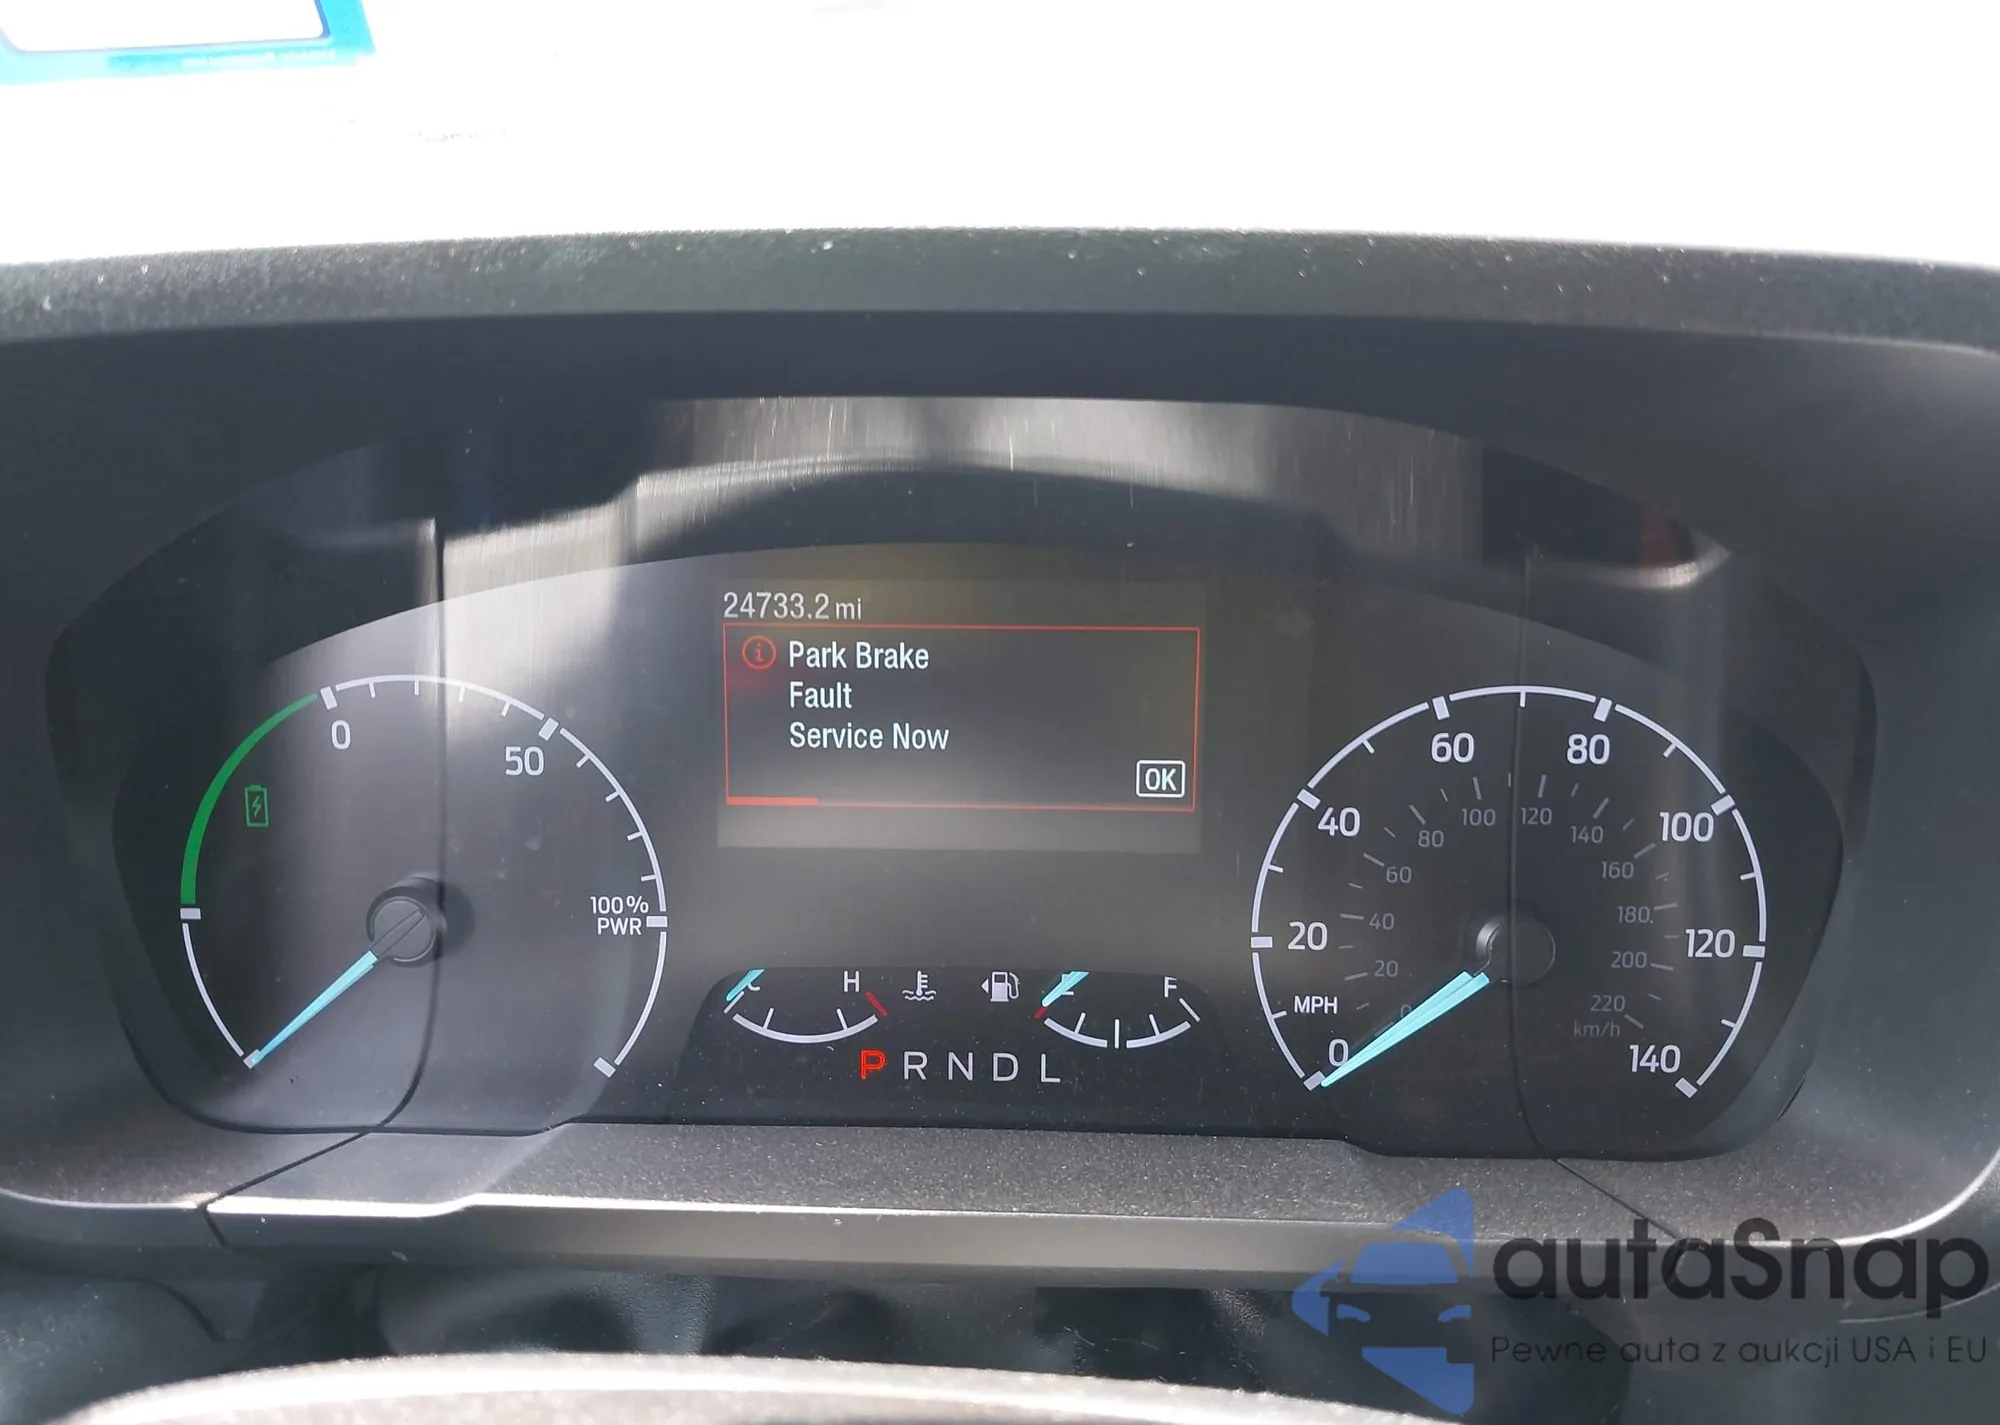 24733.2 mi
Park Brake
Fault
Service Now
OK
0
50
100%
PWR
60
80
40
100
20
120
MPH
0
140
100
120
80
140
60
160
40
180
20
200
0
220
km/h
C
H
E
F
P R N D L
autaSnap
Pewne auta z aukcji USA i EU